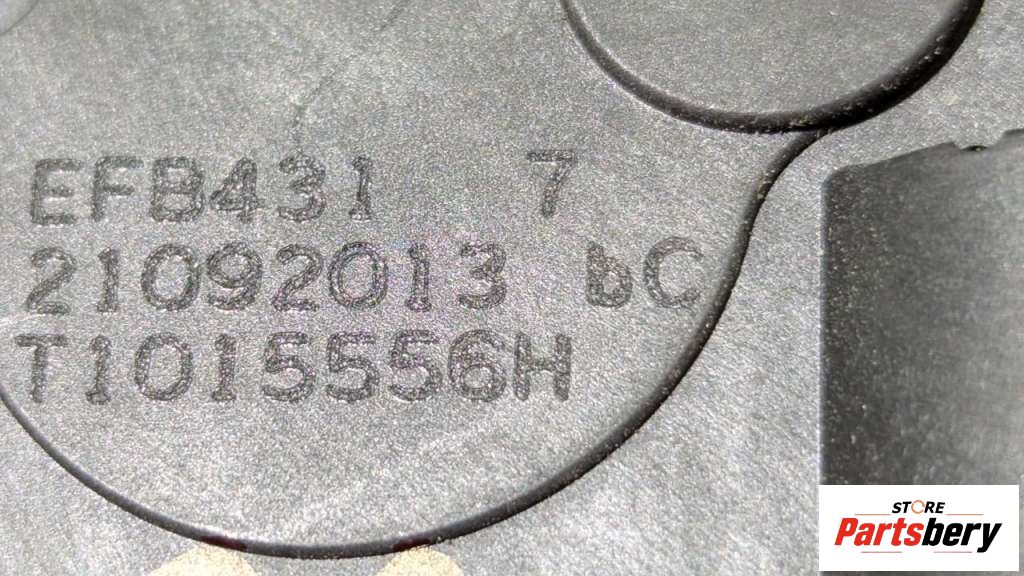 EFB431 7
21092013 bC
T1015556H
STORE
Partsbery